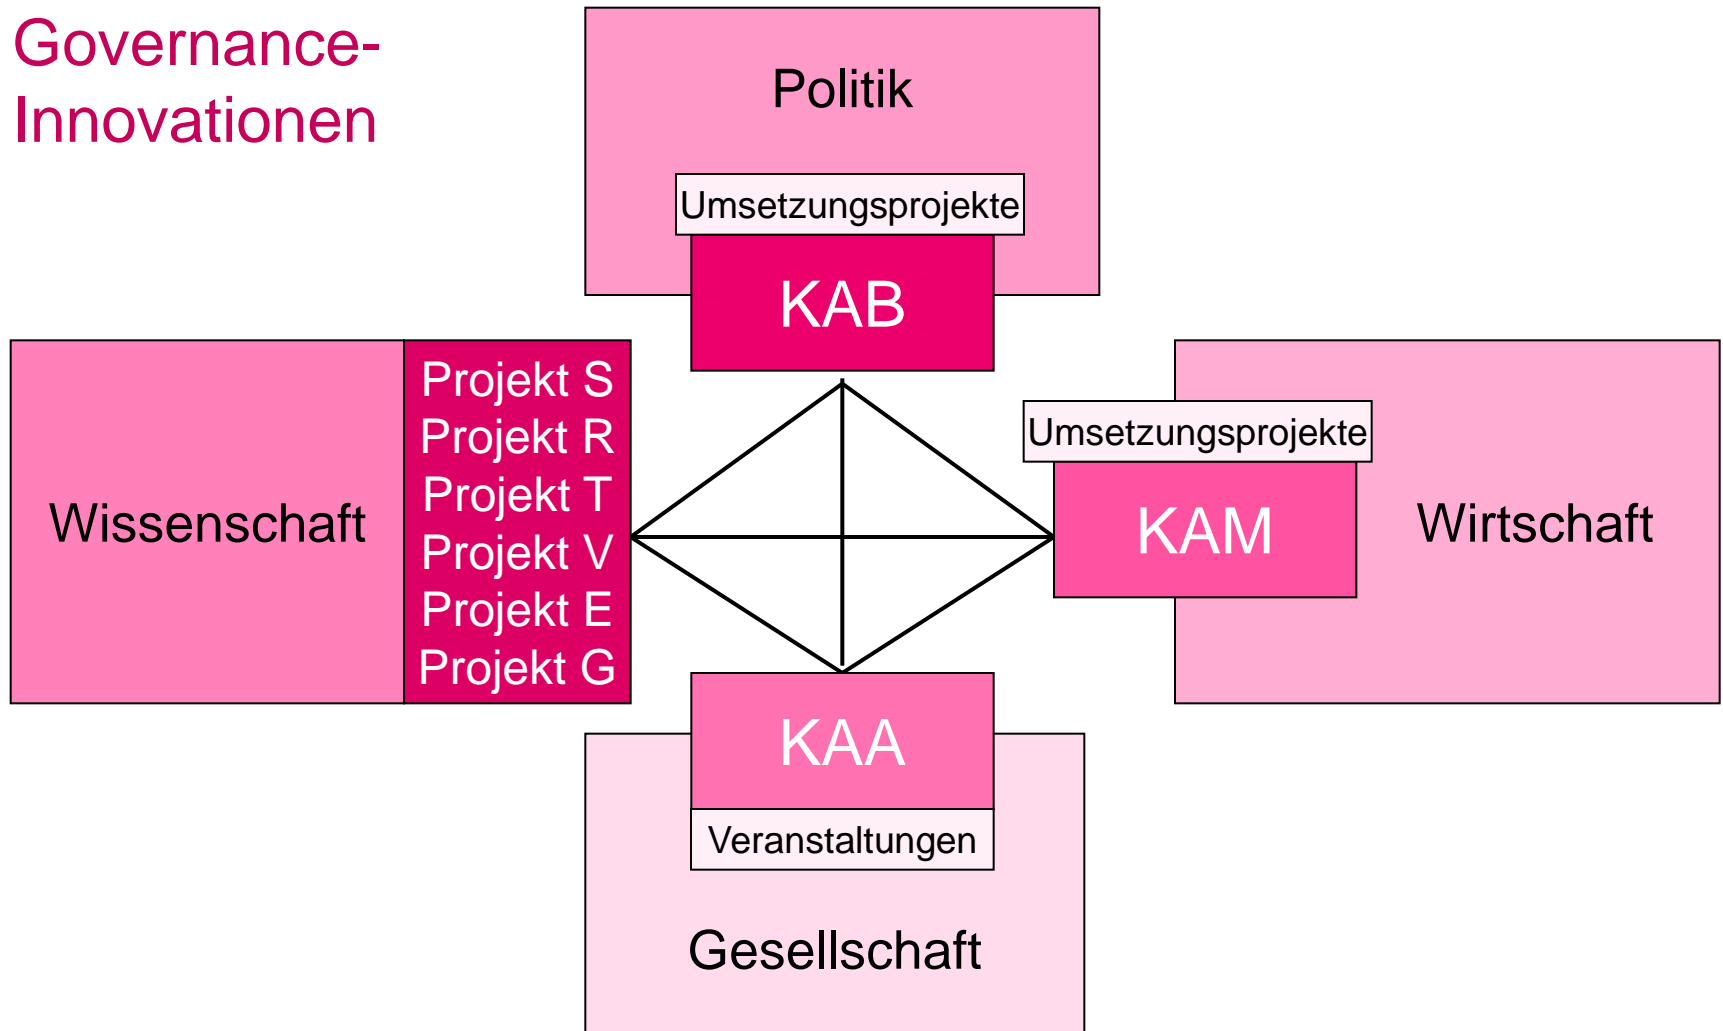 Governance-
Innovationen
Politik
Umsetzungsprojekte
KAB
Wissenschaft
Projekt S
Projekt R
Projekt T
Projekt V
Projekt E
Projekt G
Umsetzungsprojekte
KAM
Wirtschaft
KAA
Veranstaltungen
Gesellschaft